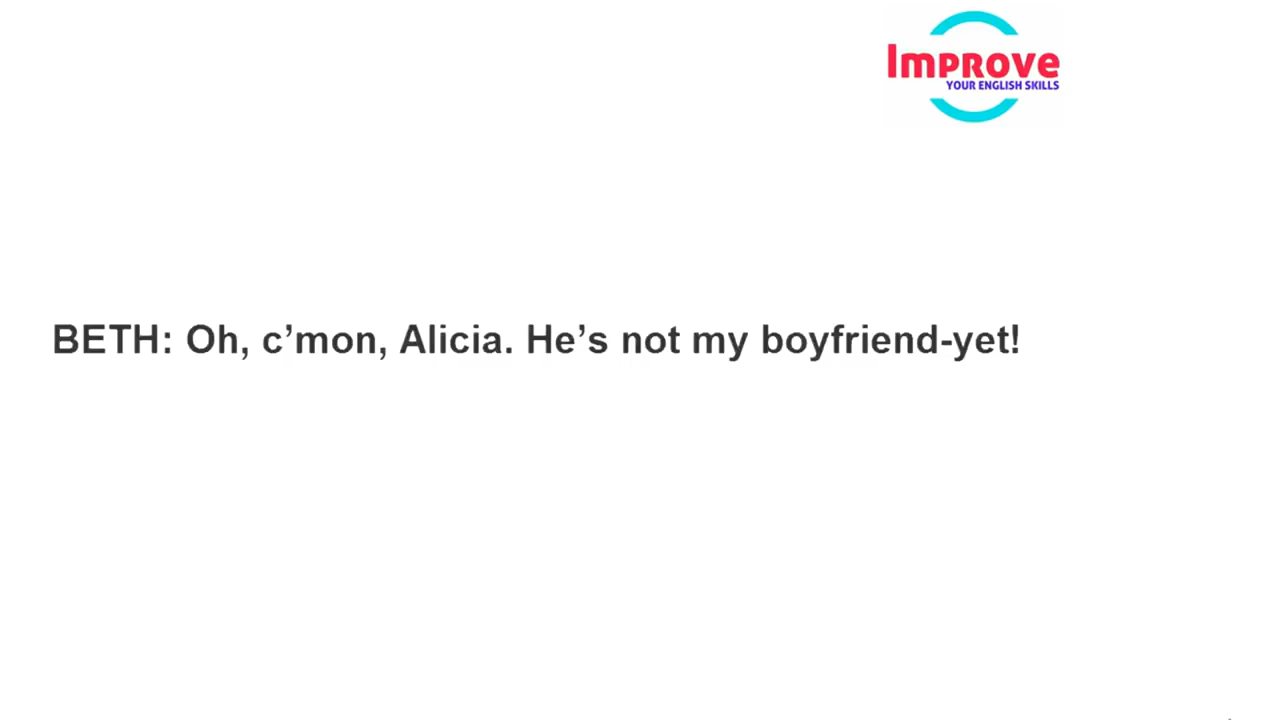 Improve
YOUR ENGLISH SKILLS
BETH: Oh, c’mon, Alicia. He’s not my boyfriend-yet!